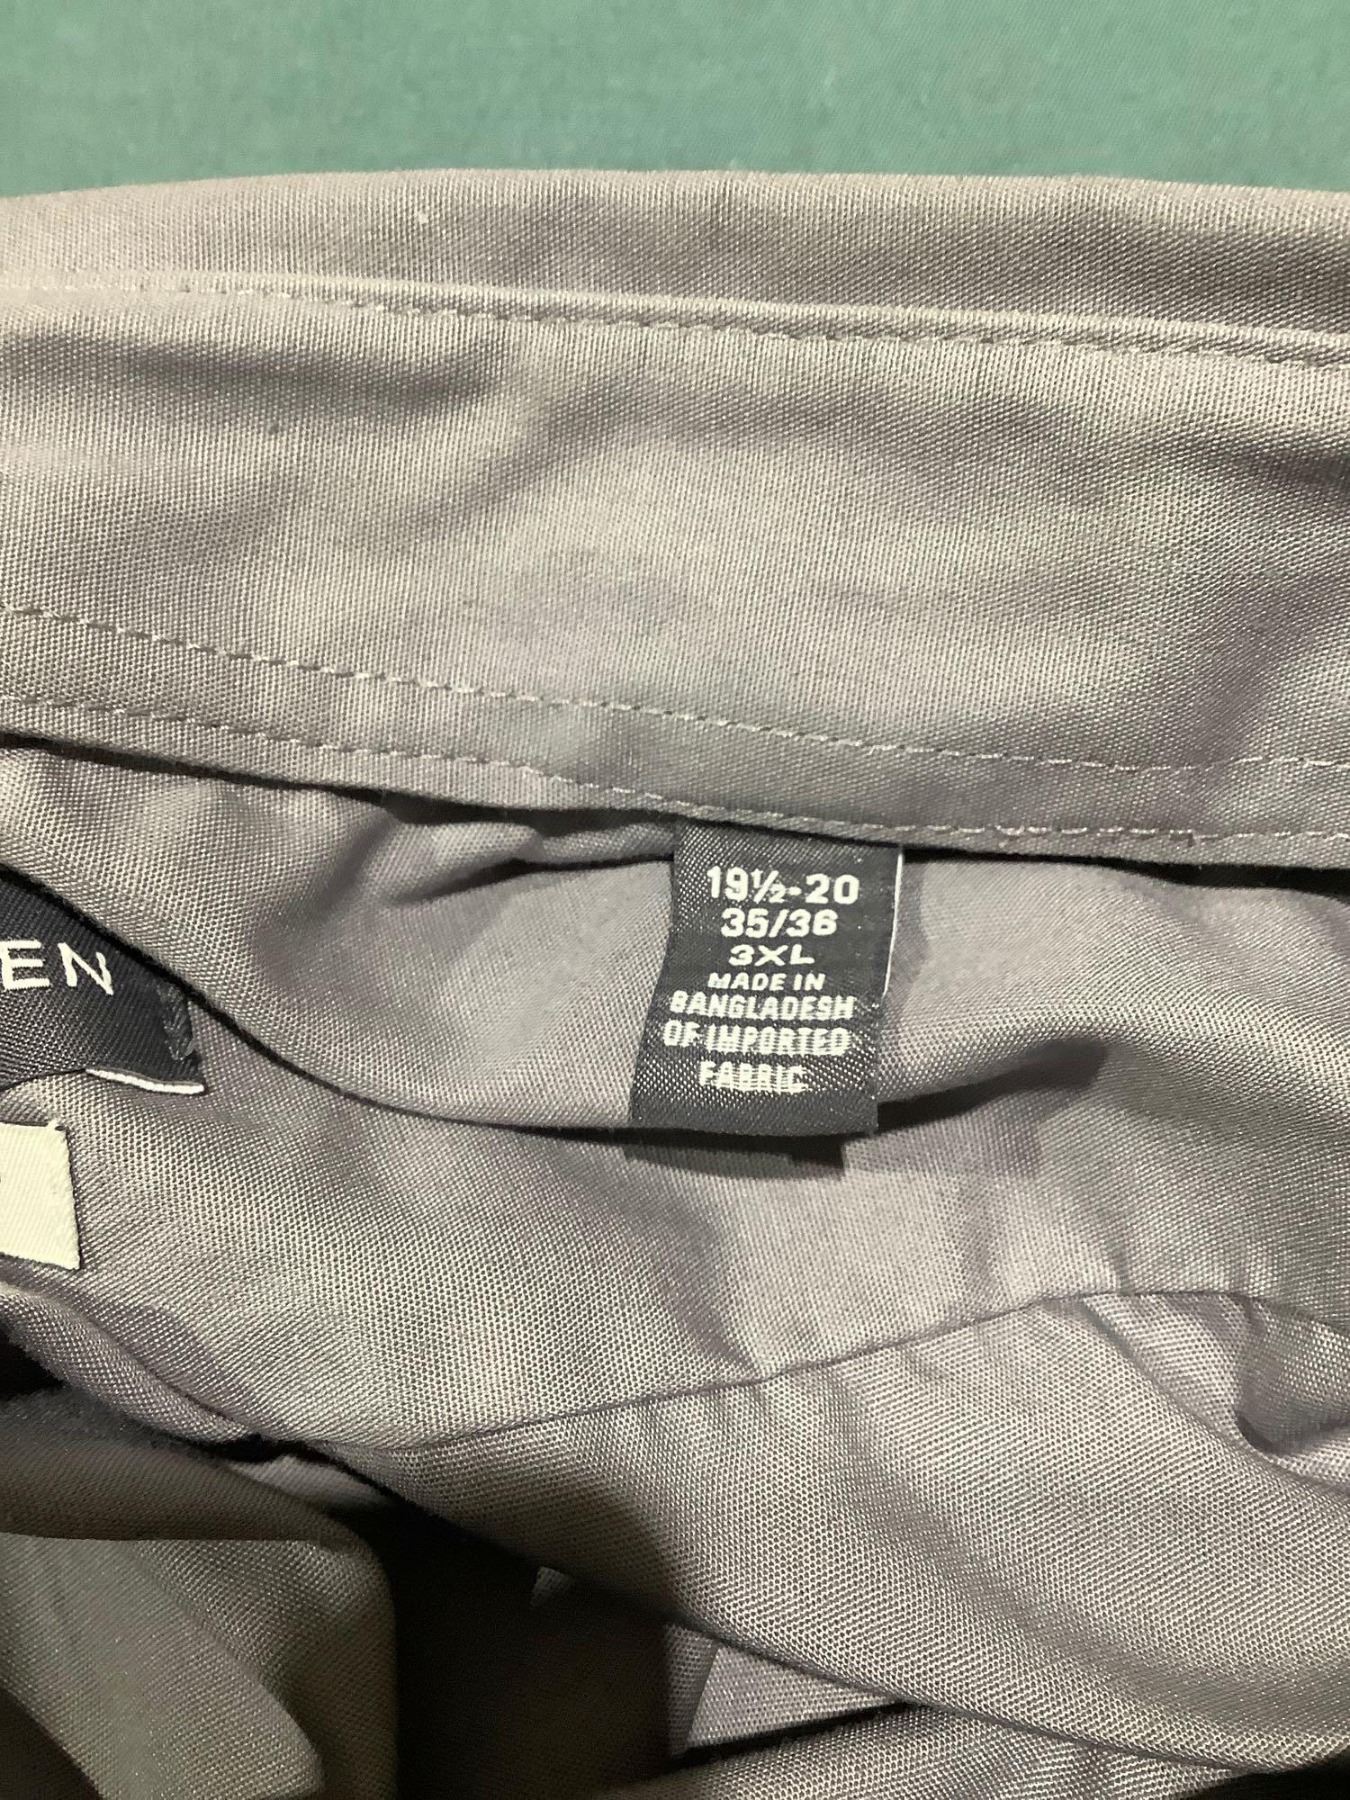 19½-20
35/36
3XL
MADE IN
BANGLADESH
OF IMPORTED
FABRIC
EN